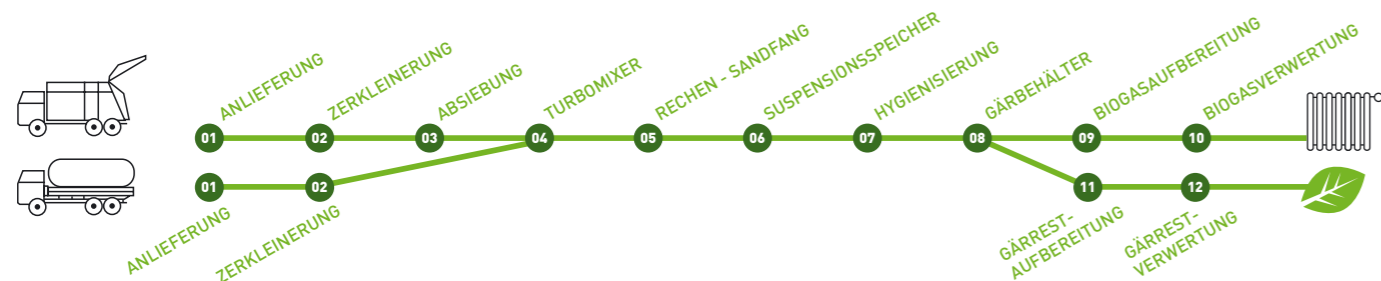 ANLIEFERUNG
ZERKLEINERUNG
ABSIEBUNG
TURBOMIXER
RECHEN - SANDFANG
SUSPENSIONSSPEICHER
HYGIENISIERUNG
GÄRBEHÄLTER
BIOGASAUFBEREITUNG
BIOGASVERWERTUNG
01
02
03
04
05
06
07
08
09
10
01
02
11
12
ANLIEFERUNG
ZERKLEINERUNG
GÄRREST-
AUFBEREITUNG
GÄRREST-
VERWERTUNG